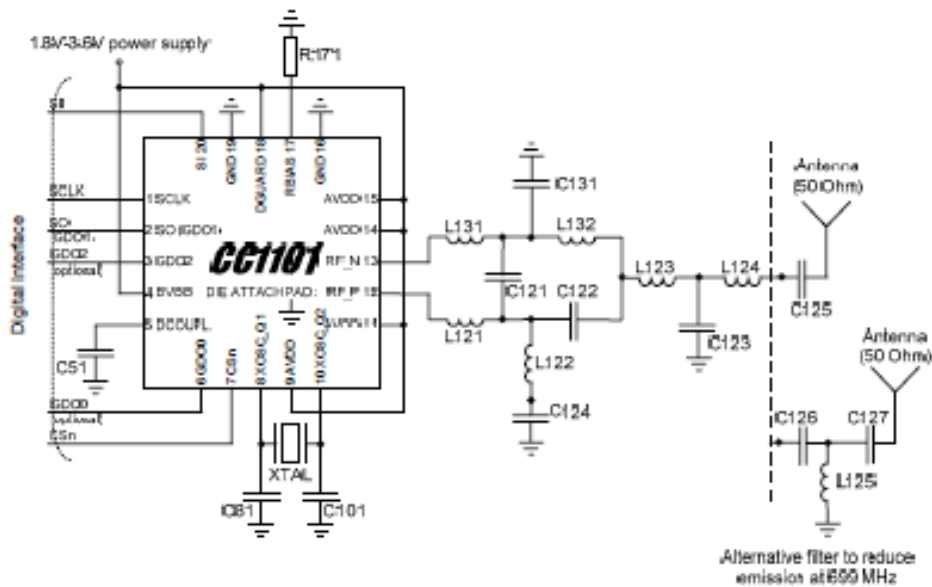 1.8V-3.6V power supply
R171
SI
SI 20
GND 19
DGUARD 18
RBIAS 17
GND 16
Digital Interface
SCLK
1 SCLK
AVDD 15
SO
(GDO1)
2 SO (GDO1)
AVDD 14
GDO2
(optional)
3 GDO2
CC1101
RF_N 13
DIE ATTACH PAD:
RF_P 12
5 DCOUPL
AVDD 11
6 GDO0
7 CSn
8 XOSC_Q1
9 AVDD
10 XOSC_Q2
C51
GDO0
(optional)
CSn
XTAL
C81
C101
C131
L131
L132
C121
C122
L121
L122
C124
L123
L124
C123
C125
Antenna
(50 Ohm)
Antenna
(50 Ohm)
C126
C127
L125
Alternative filter to reduce
emission at 699 MHz